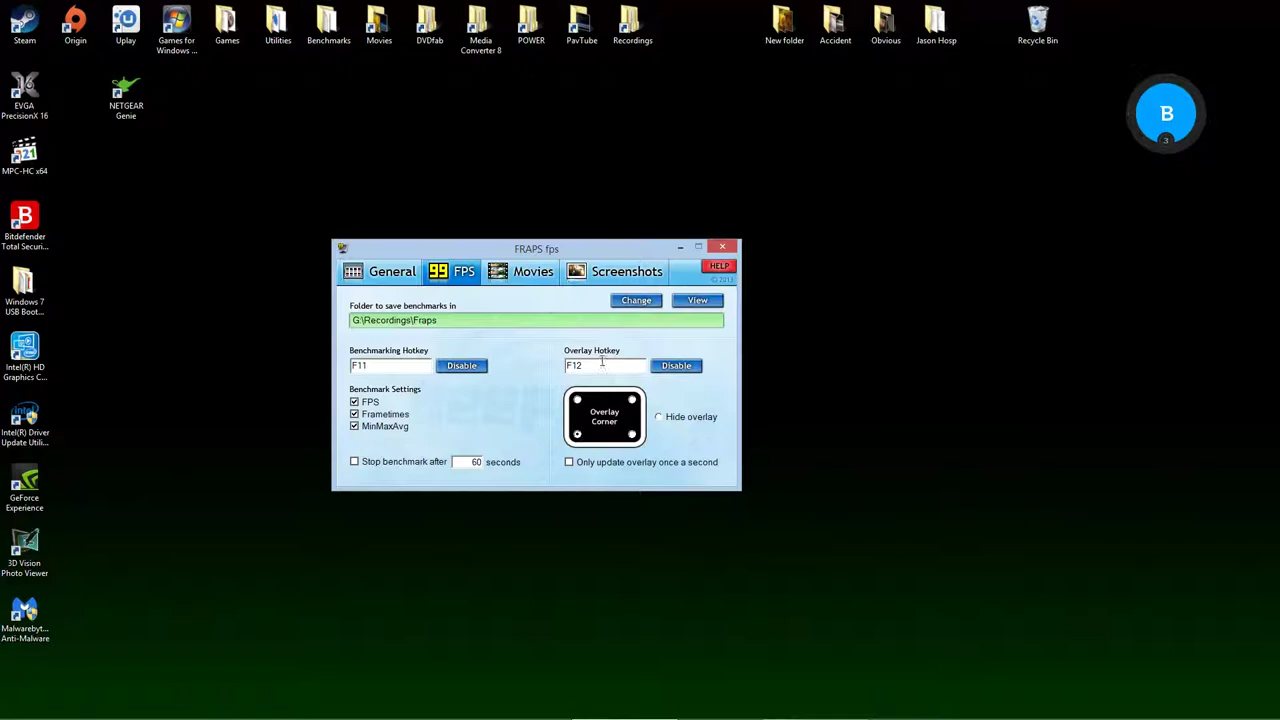 Steam
Origin
Uplay
Games for
Windows ...
Games
Utilities
Benchmarks
Movies
DVDfab
Media
Converter 8
POWER
PavTube
Recordings
New folder
Accident
Obvious
Jason Hosp
Recycle Bin
EVGA
PrecisionX 16
NETGEAR
Genie
B
3
321
MPC-HC x64
B
Bitdefender
Total Securi...
Windows 7
USB Boot...
Intel(R) HD
Graphics C...
Intel(R) Driver
Update Utili...
GeForce
Experience
3D Vision
Photo Viewer
Malwarebyt...
Anti-Malware
FRAPS fps
General
99 FPS
Movies
Screenshots
HELP
© 2013
Folder to save benchmarks in
Change
View
G:\Recordings\Fraps
Benchmarking Hotkey
Overlay Hotkey
F11
Disable
F12
Disable
Benchmark Settings
FPS
Frametimes
MinMaxAvg
Overlay
Corner
Hide overlay
Stop benchmark after 60 seconds
Only update overlay once a second